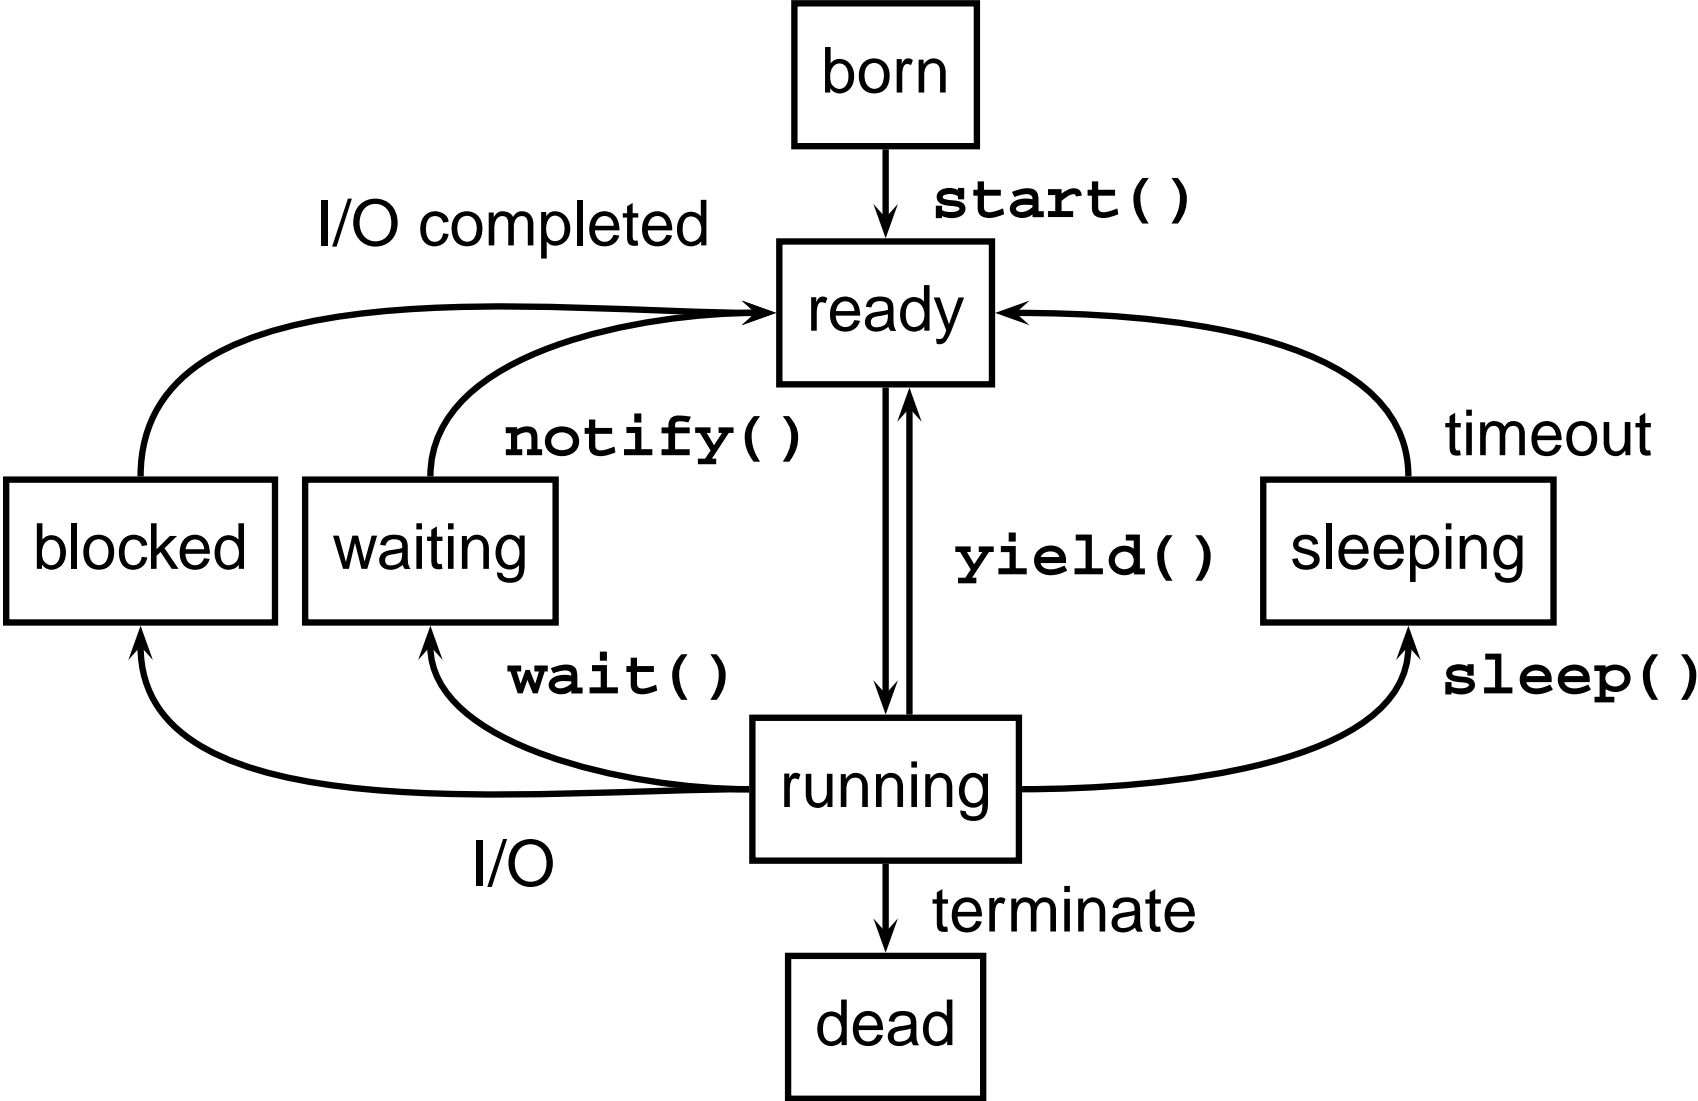 born
start()
I/O completed
ready
notify()
timeout
blocked
waiting
yield()
sleeping
wait()
sleep()
running
I/O
terminate
dead